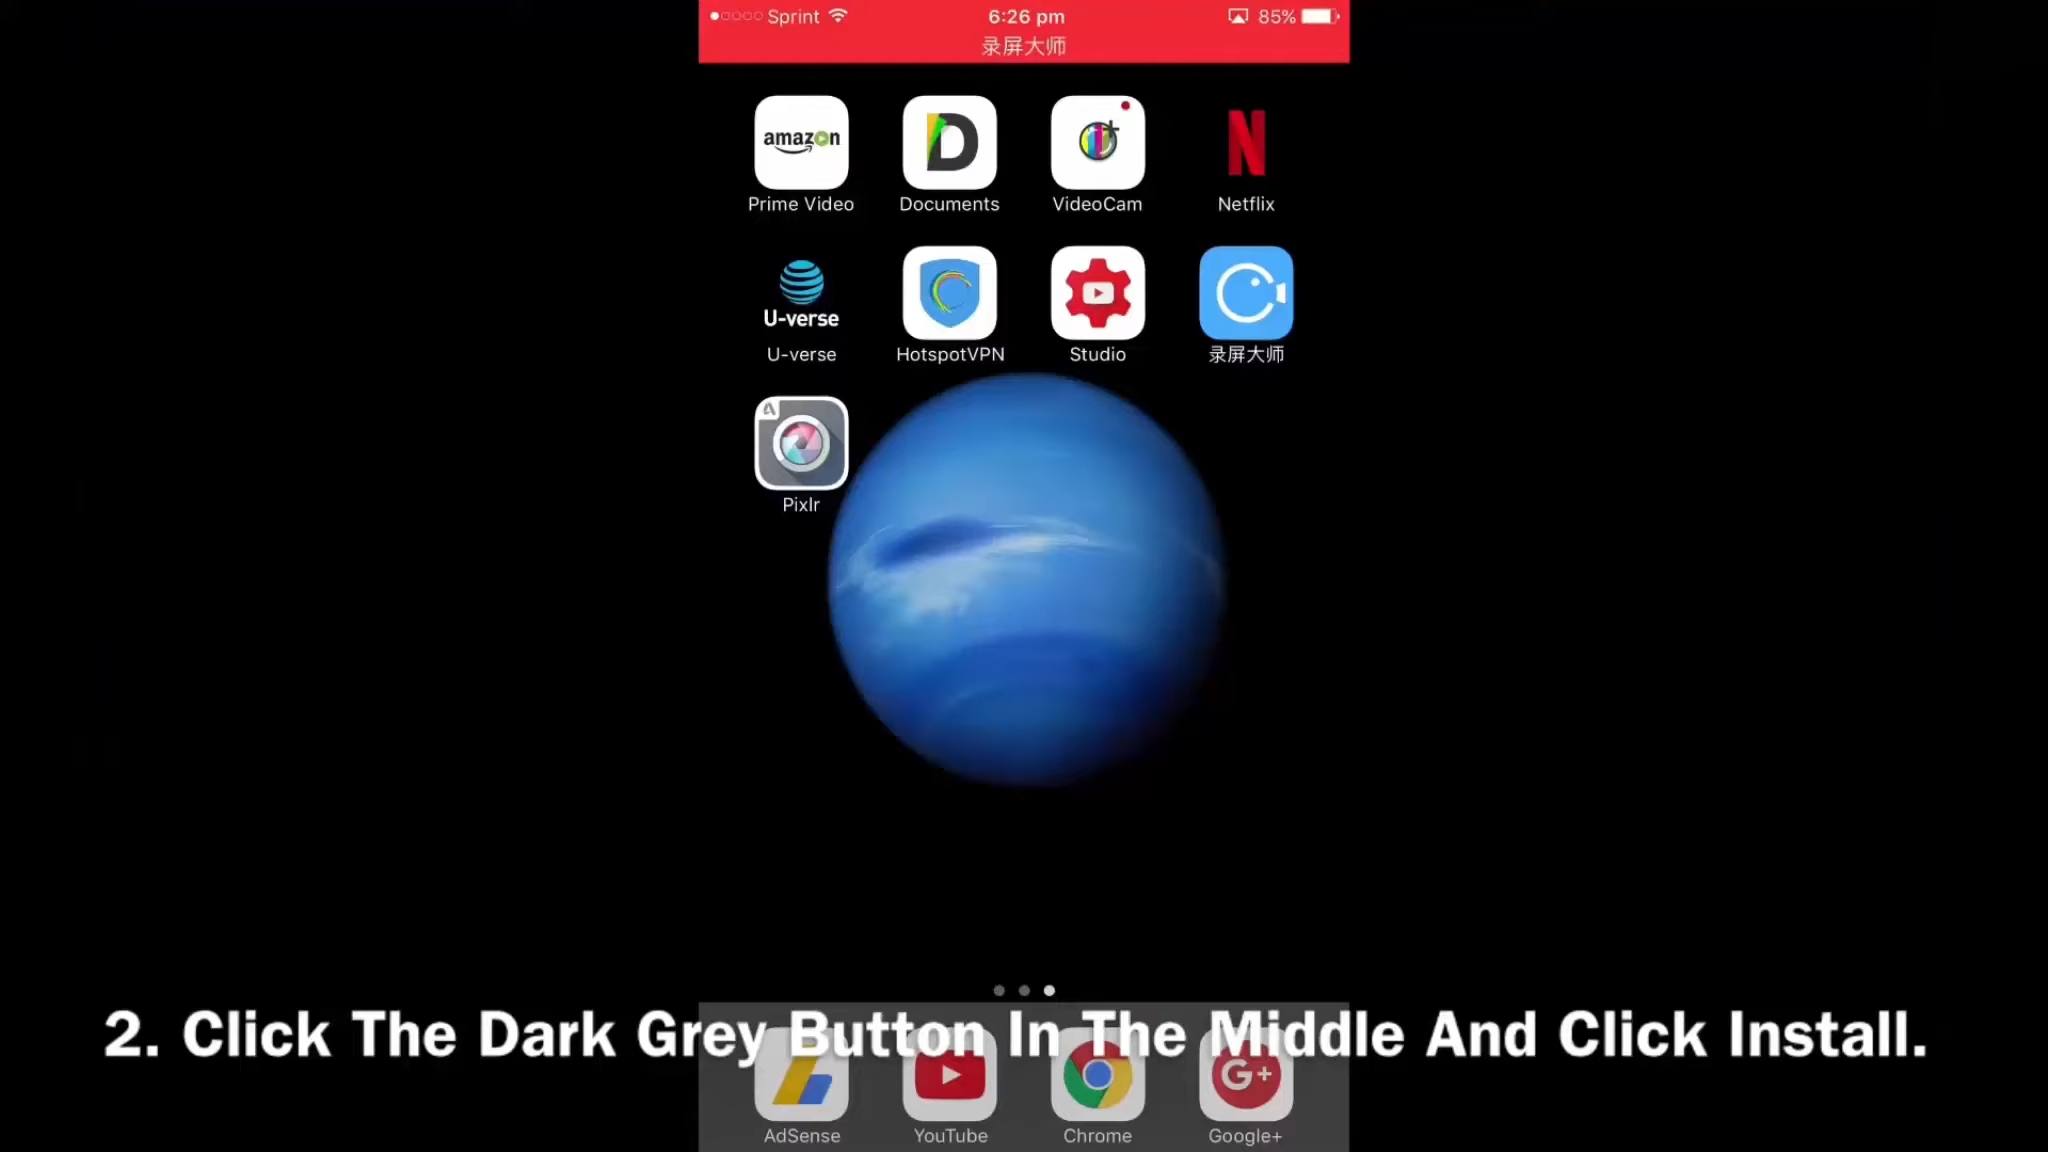 Sprint 6:26 pm 85%
录屏大师
amazon
Prime Video Documents VideoCam Netflix
U-verse
U-verse HotspotVPN Studio 录屏大师
Pixlr
2. Click The Dark Grey Button In The Middle And Click Install.
G+
AdSense YouTube Chrome Google+